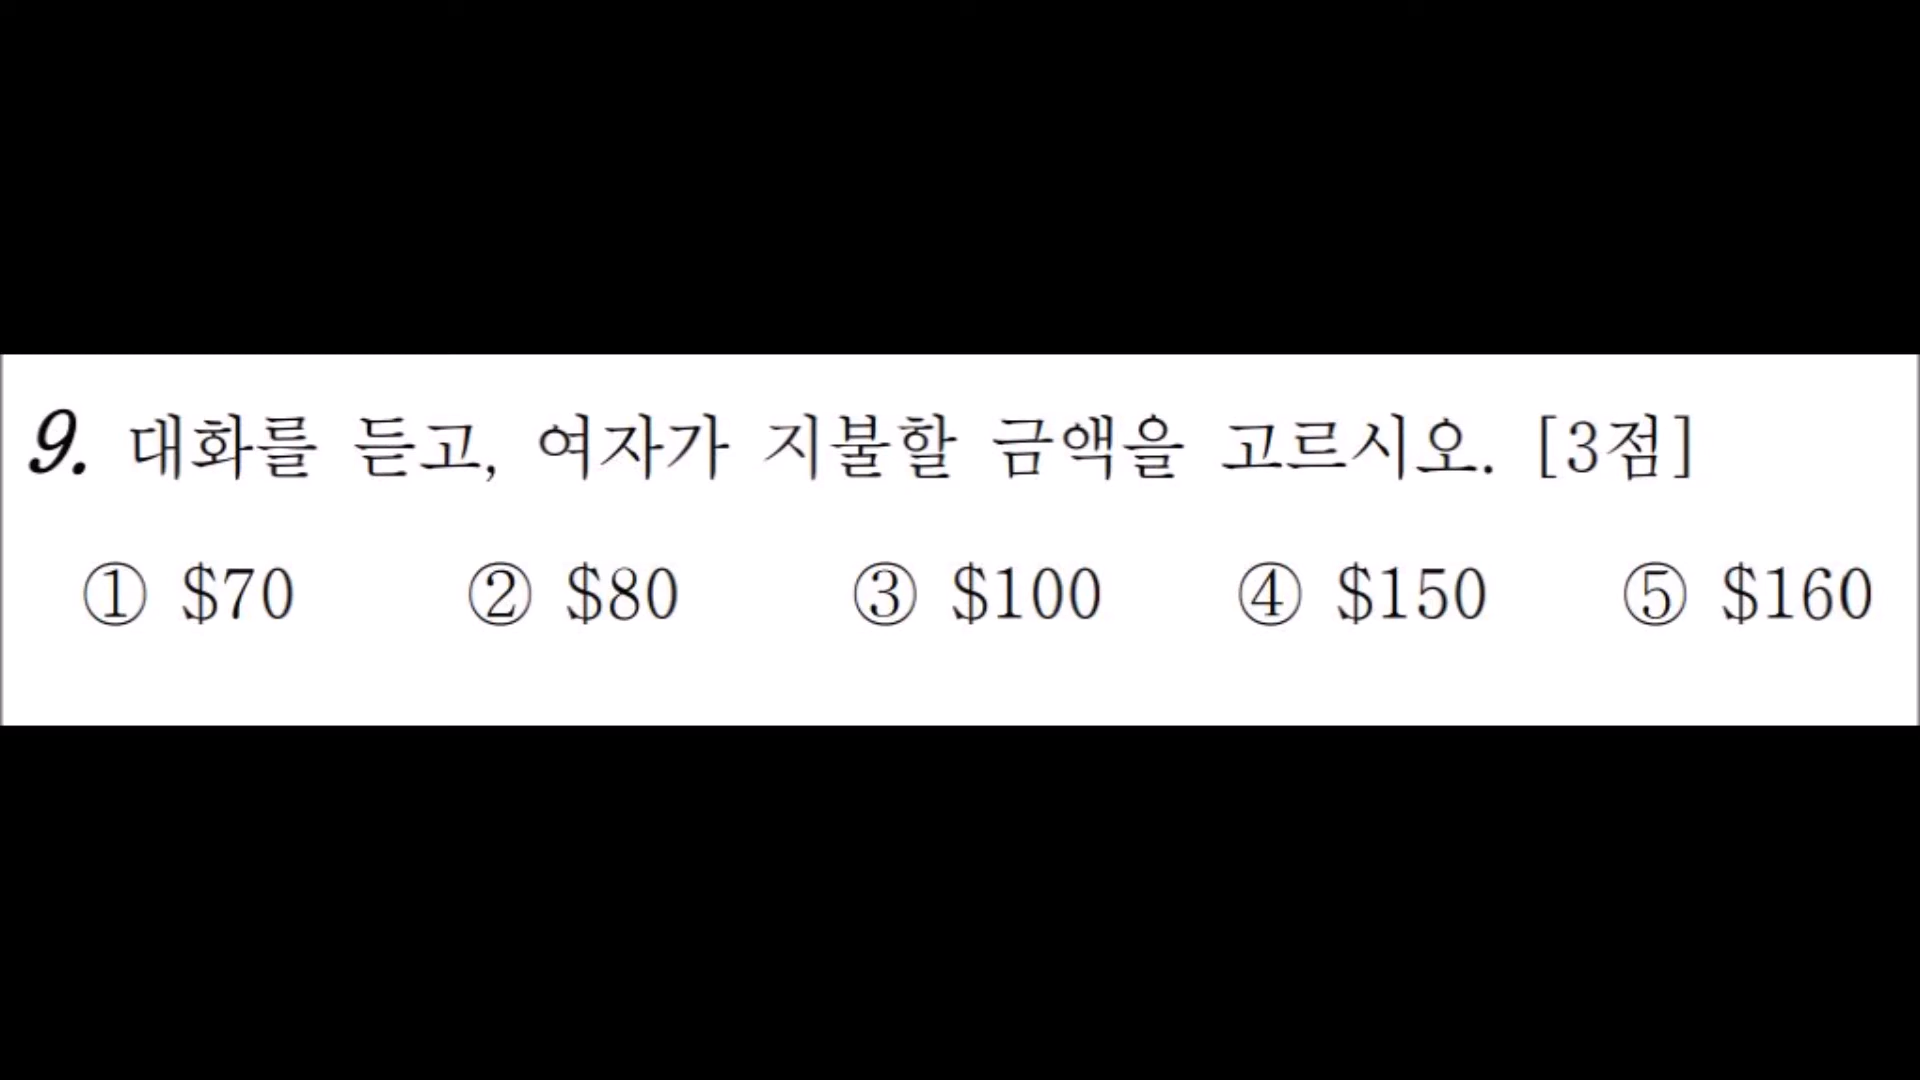 9. 대화를 듣고, 여자가 지불할 금액을 고르시오. [3점]
① $70 ② $80 ③ $100 ④ $150 ⑤ $160